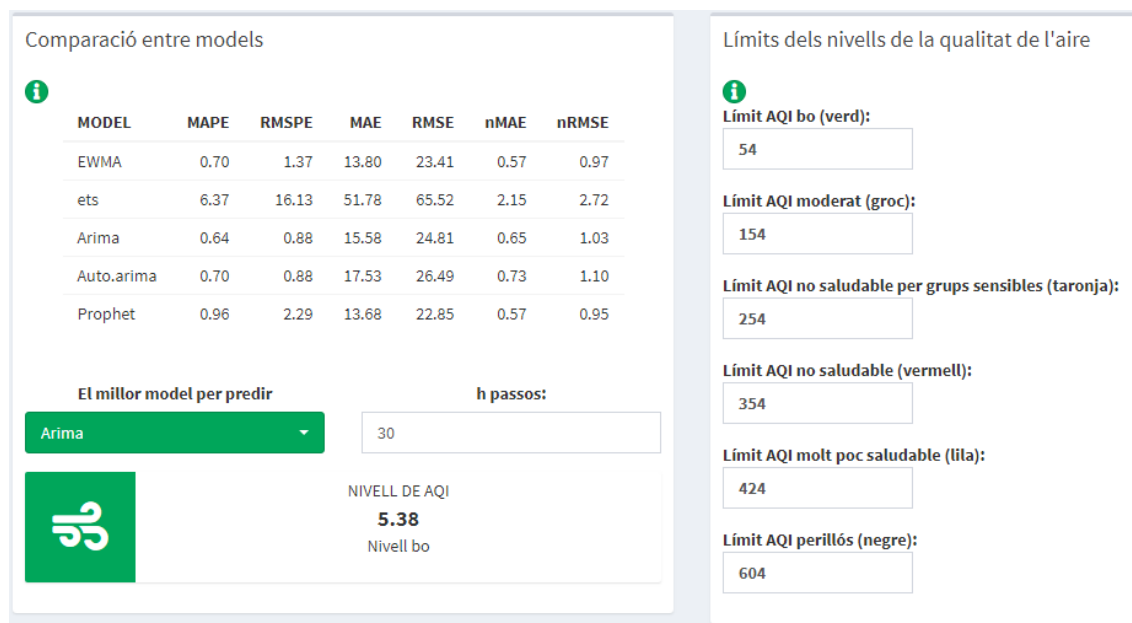 Comparació entre models
MODEL MAPE RMSPE MAE RMSE nMAE nRMSE
EWMA 0.70 1.37 13.80 23.41 0.57 0.97
ets 6.37 16.13 51.78 65.52 2.15 2.72
Arima 0.64 0.88 15.58 24.81 0.65 1.03
Auto.arima 0.70 0.88 17.53 26.49 0.73 1.10
Prophet 0.96 2.29 13.68 22.85 0.57 0.95
El millor model per predir h passos:
Arima 30
NIVELL DE AQI
5.38
Nivell bo
Límits dels nivells de la qualitat de l'aire
Límit AQI bo (verd):
54
Límit AQI moderat (groc):
154
Límit AQI no saludable per grups sensibles (taronja):
254
Límit AQI no saludable (vermell):
354
Límit AQI molt poc saludable (lila):
424
Límit AQI perillós (negre):
604